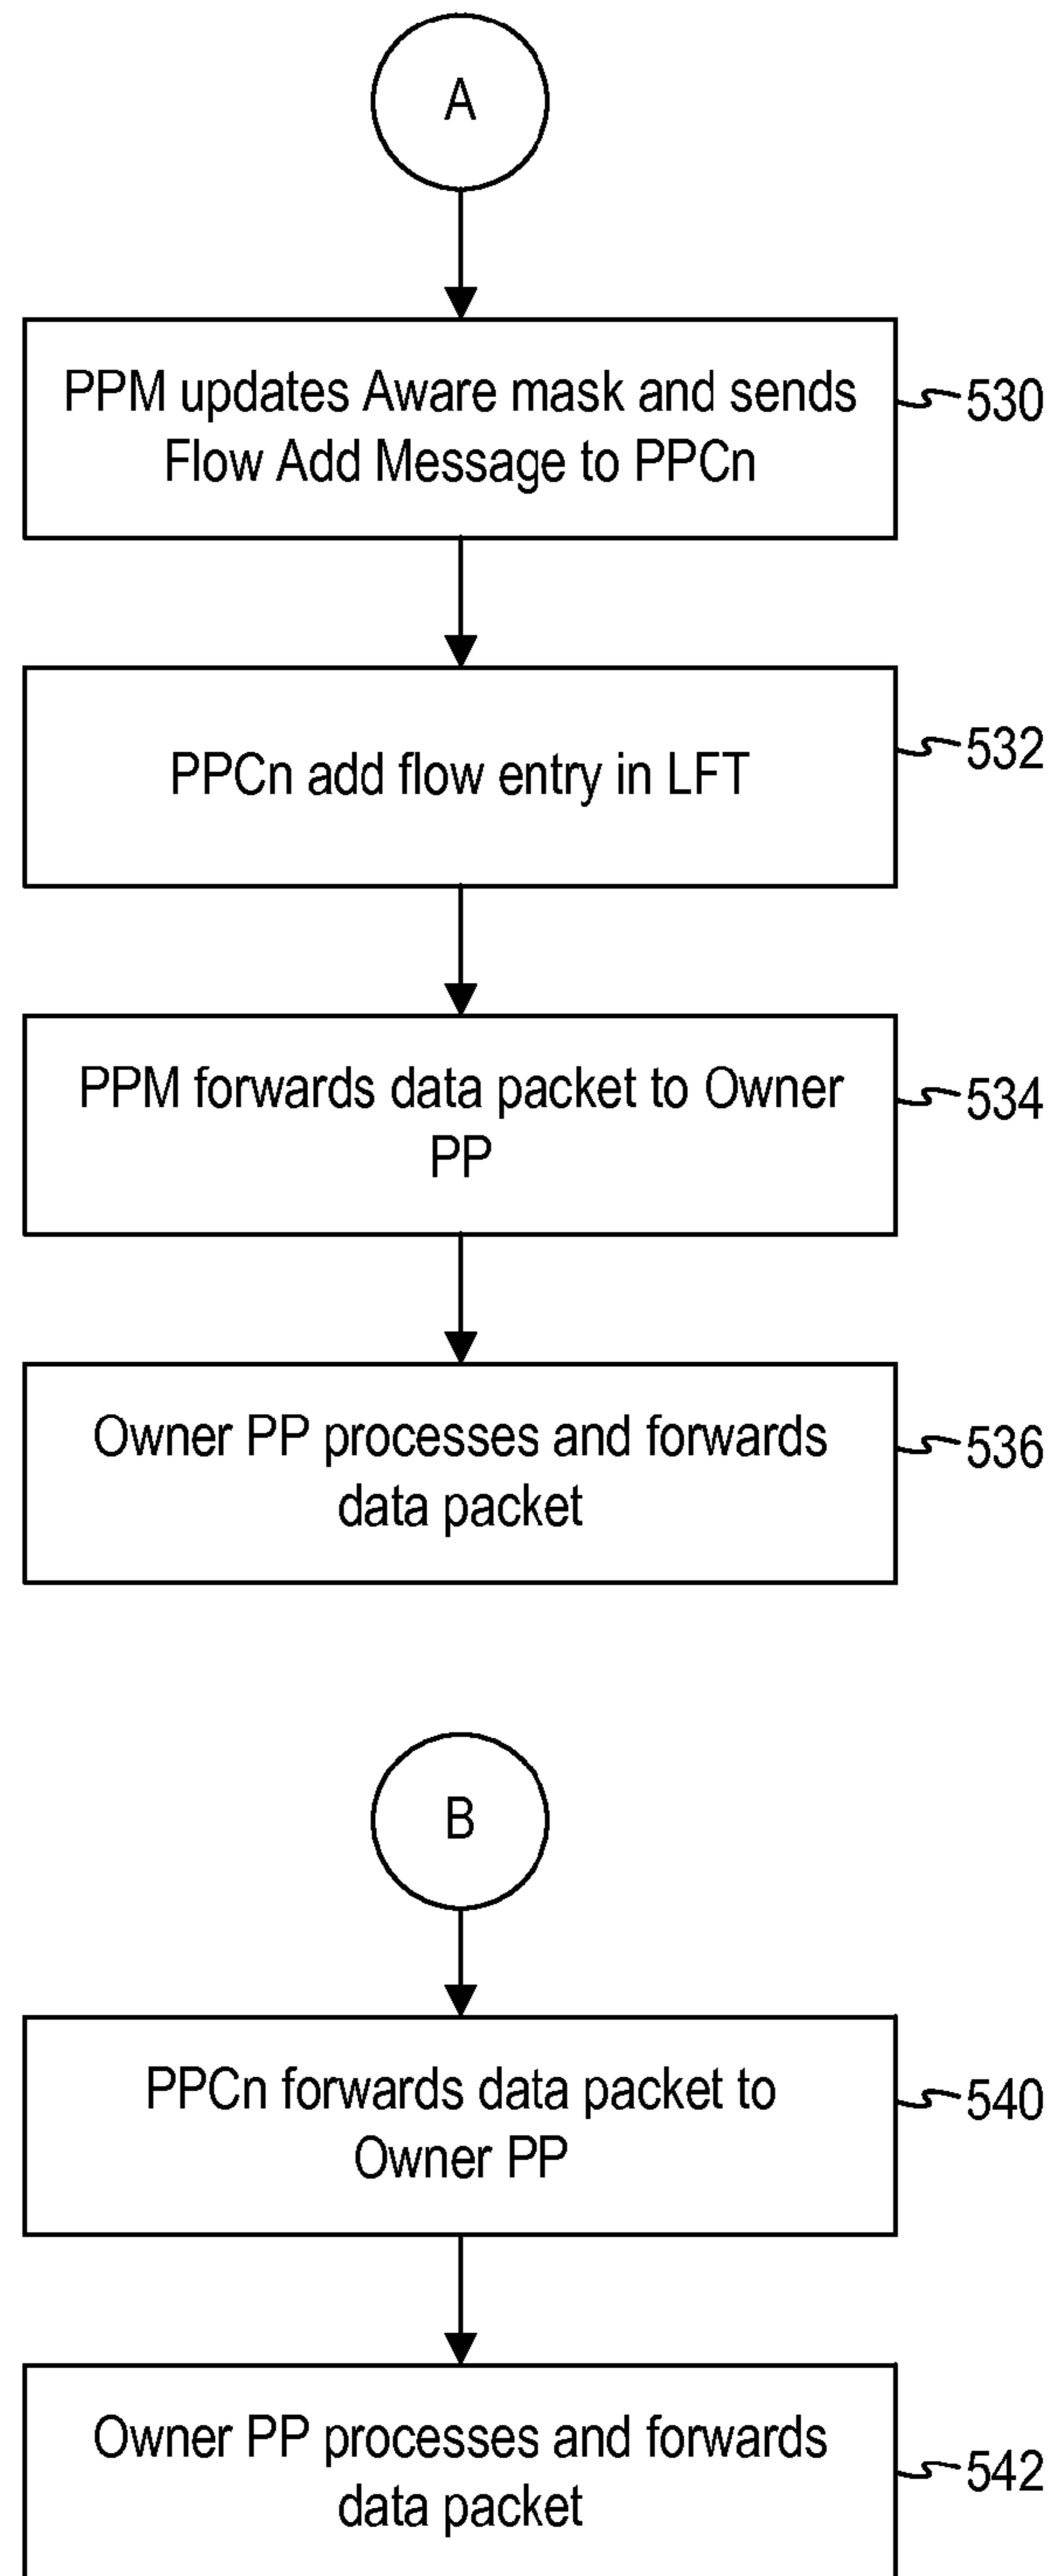 A
PPM updates Aware mask and sends
Flow Add Message to PPCn
530
PPCn add flow entry in LFT
532
PPM forwards data packet to Owner
PP
534
Owner PP processes and forwards
data packet
536
B
PPCn forwards data packet to
Owner PP
540
Owner PP processes and forwards
data packet
542